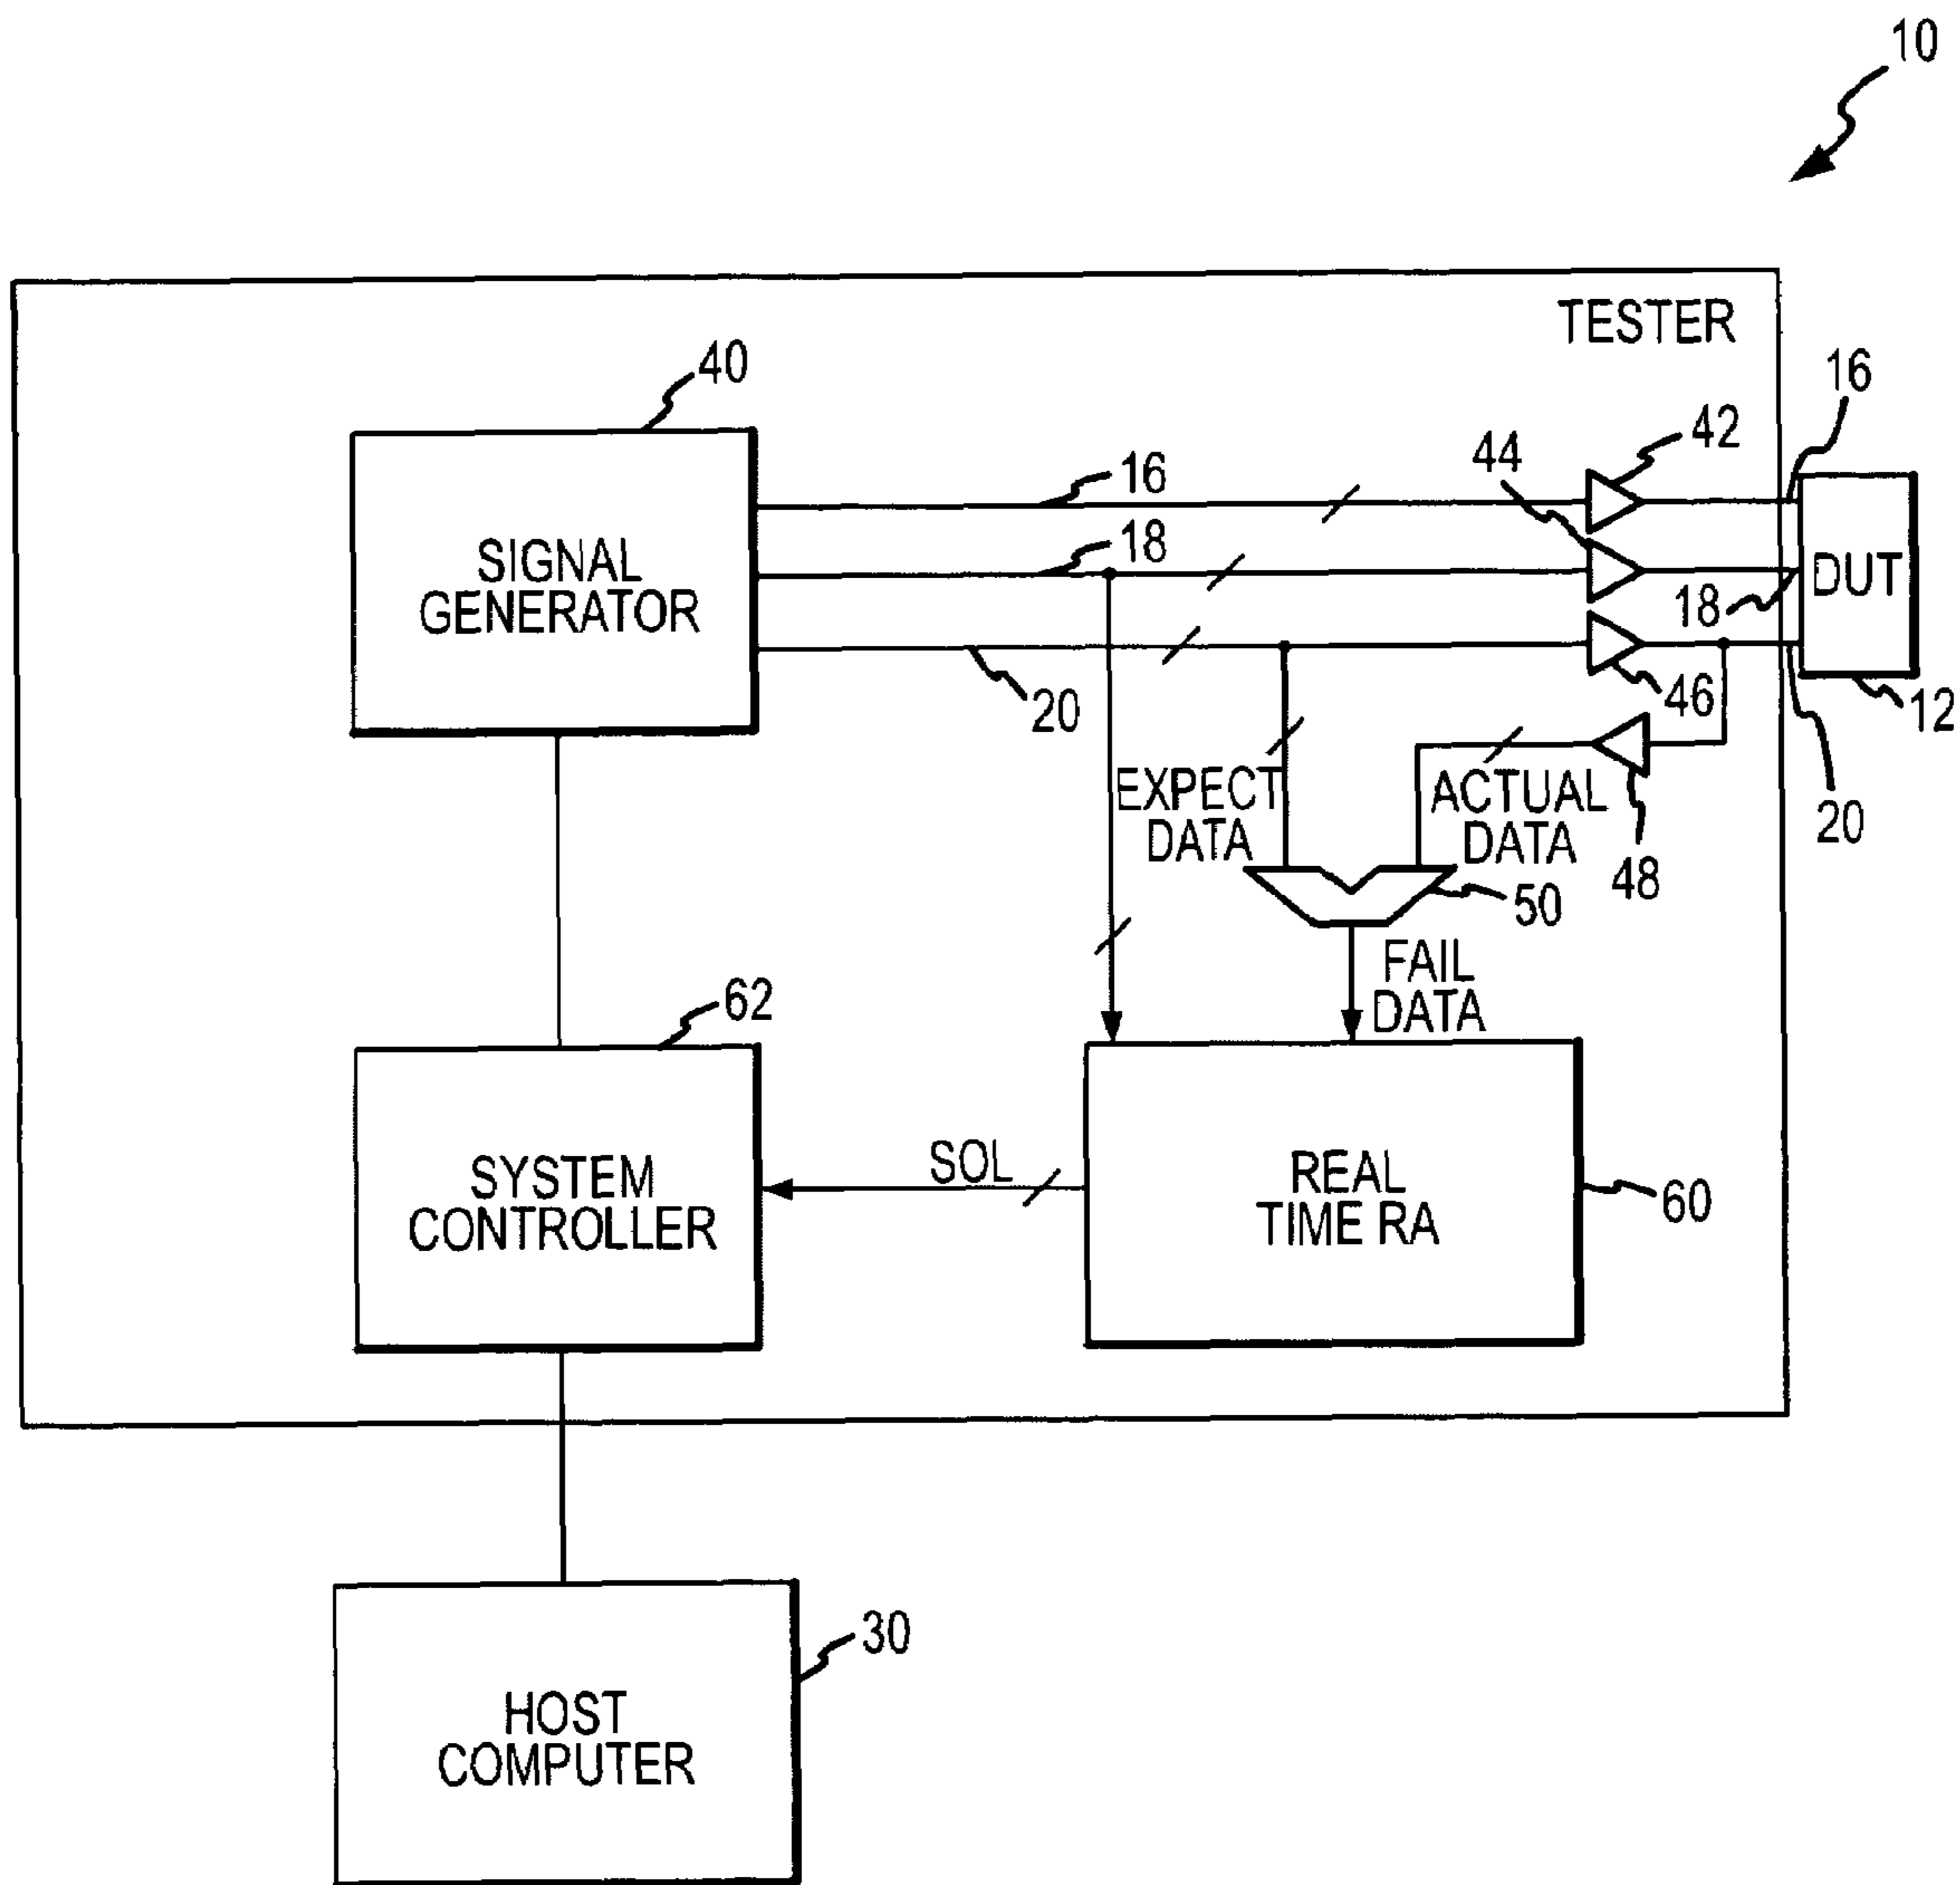 10
TESTER
40
16
42
44
16
SIGNAL
GENERATOR
18
DUT
18
20
46
12
EXPECT
DATA
ACTUAL
DATA
48
20
50
FAIL
DATA
62
SYSTEM
CONTROLLER
SOL
REAL
TIME RA
60
30
HOST
COMPUTER